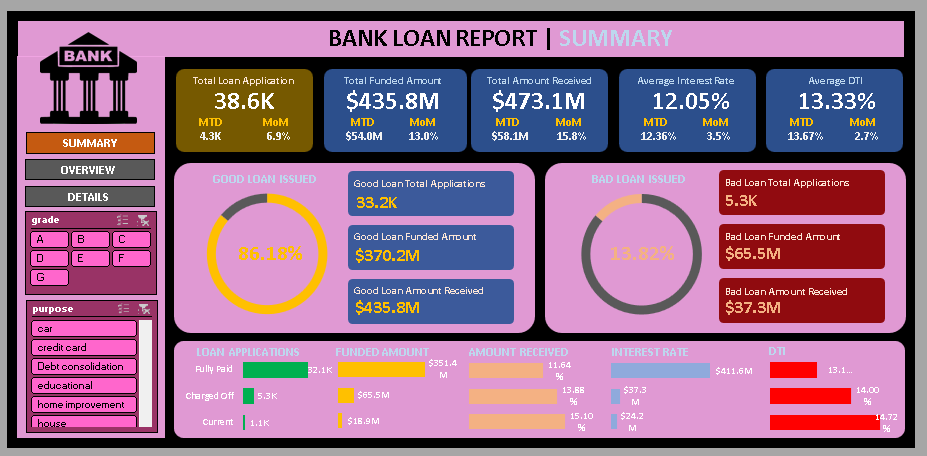 BANK LOAN REPORT | SUMMARY
BANK
SUMMARY
OVERVIEW
DETAILS
grade
A B C
D E F
G
purpose
car
credit card
Debt consolidation
educational
home improvement
house
Total Loan Application
38.6K
MTD MoM
4.3K 6.9%
Total Funded Amount
$435.8M
MTD MoM
$54.0M 13.0%
Total Amount Received
$473.1M
MTD MoM
$58.1M 15.8%
Average Interest Rate
12.05%
MTD MoM
12.36% 3.5%
Average DTI
13.33%
MTD MoM
13.67% 2.7%
GOOD LOAN ISSUED
86.18%
Good Loan Total Applications
33.2K
Good Loan Funded Amount
$370.2M
Good Loan Amount Received
$435.8M
BAD LOAN ISSUED
13.82%
Bad Loan Total Applications
5.3K
Bad Loan Funded Amount
$65.5M
Bad Loan Amount Received
$37.3M
LOAN APPLICATIONS
Fully Paid 32.1K
Charged Off 5.3K
Current 1.1K
FUNDED AMOUNT
$351.4
M
$65.5M
$18.9M
AMOUNT RECEIVED
11.64
%
13.88
%
15.10
%
INTEREST RATE
$411.6M
$37.3
M
$24.2
M
DTI
13.1...
14.00
%
14.72
%